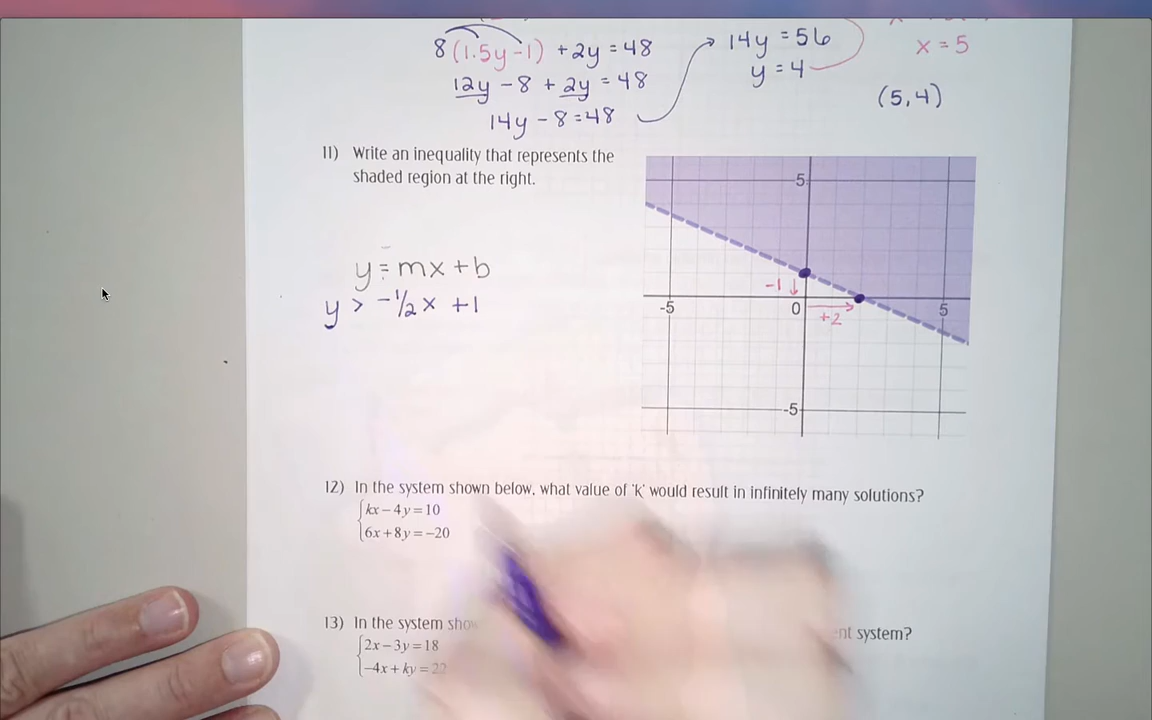 8(1.5y-1) +2y = 48
12y - 8 + 2y = 48
14y - 8 = 48
14y = 56
y = 4
x = 5
(5,4)
11) Write an inequality that represents the
shaded region at the right.
y = mx + b
y > -1/2 x + 1
5
-1 ↓
-5 0 5
+2
-5
12) In the system shown below, what value of 'k' would result in infinitely many solutions?
kx - 4y = 10
6x + 8y = -20
13) In the system system?
2x - 3y = 18
-4x + ky =